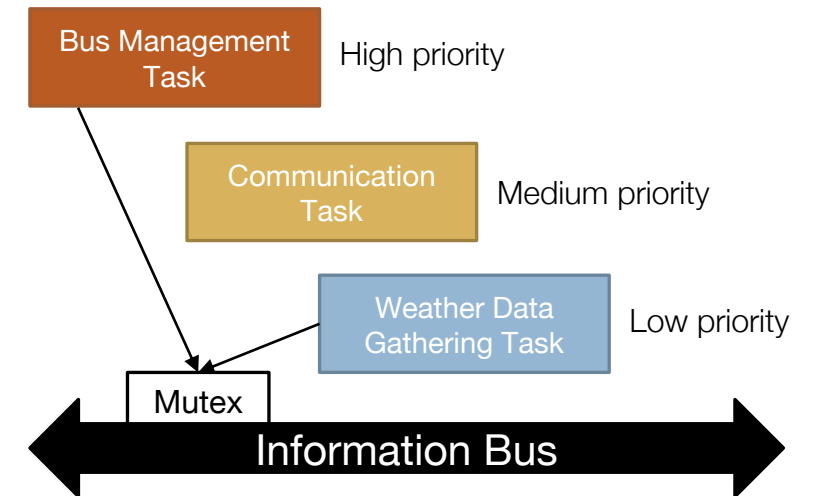 Bus Management
Task
High priority
Communication
Task
Medium priority
Weather Data
Gathering Task
Low priority
Mutex
Information Bus